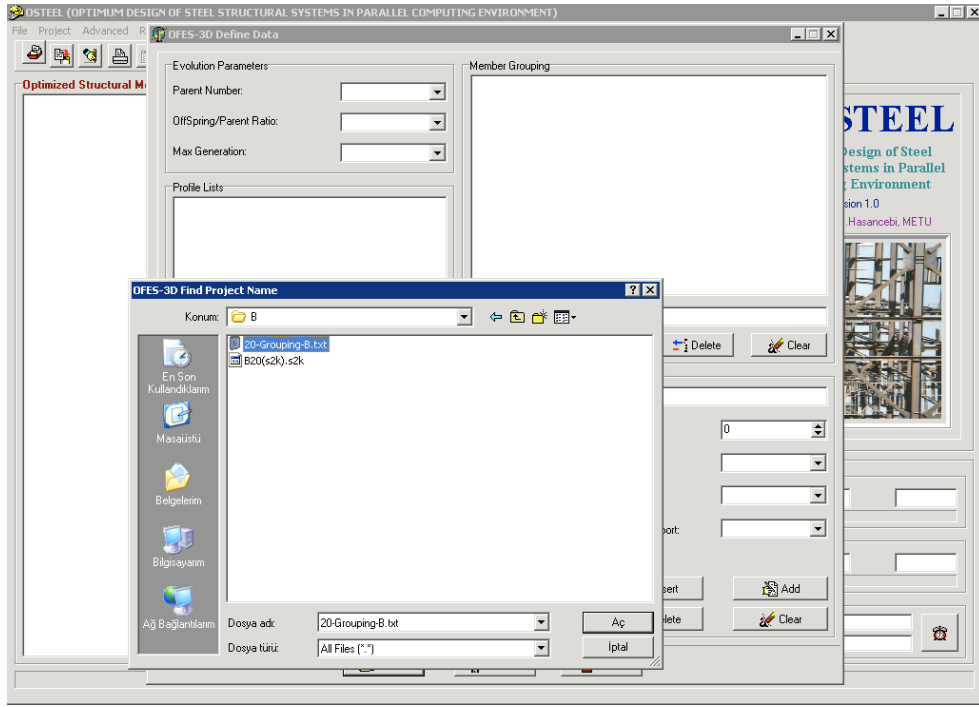 OSTEEL (OPTIMUM DESIGN OF STEEL STRUCTURAL SYSTEMS IN PARALLEL COMPUTING ENVIRONMENT)
File Project Advanced R
OFES-3D Define Data
Optimized Structural M
Evolution Parameters
Parent Number:
OffSpring/Parent Ratio:
Max Generation:
Profile Lists
Member Grouping
STEEL
Design of Steel
stems in Parallel
g Environment
sion 1.0
.Hasancebi, METU
OFES-3D Find Project Name
Konum: B
20-Grouping-B.txt
B20(s2k).s2k
En Son
Kullandıklarım
Masaüstü
Belgelerim
Bilgisayarım
Ağ Bağlantılarım
Dosya adı: 20-Grouping-B.txt Aç
Dosya türü: All Files (*.*) İptal
Delete Clear
0
port:
sert Add
elete Clear